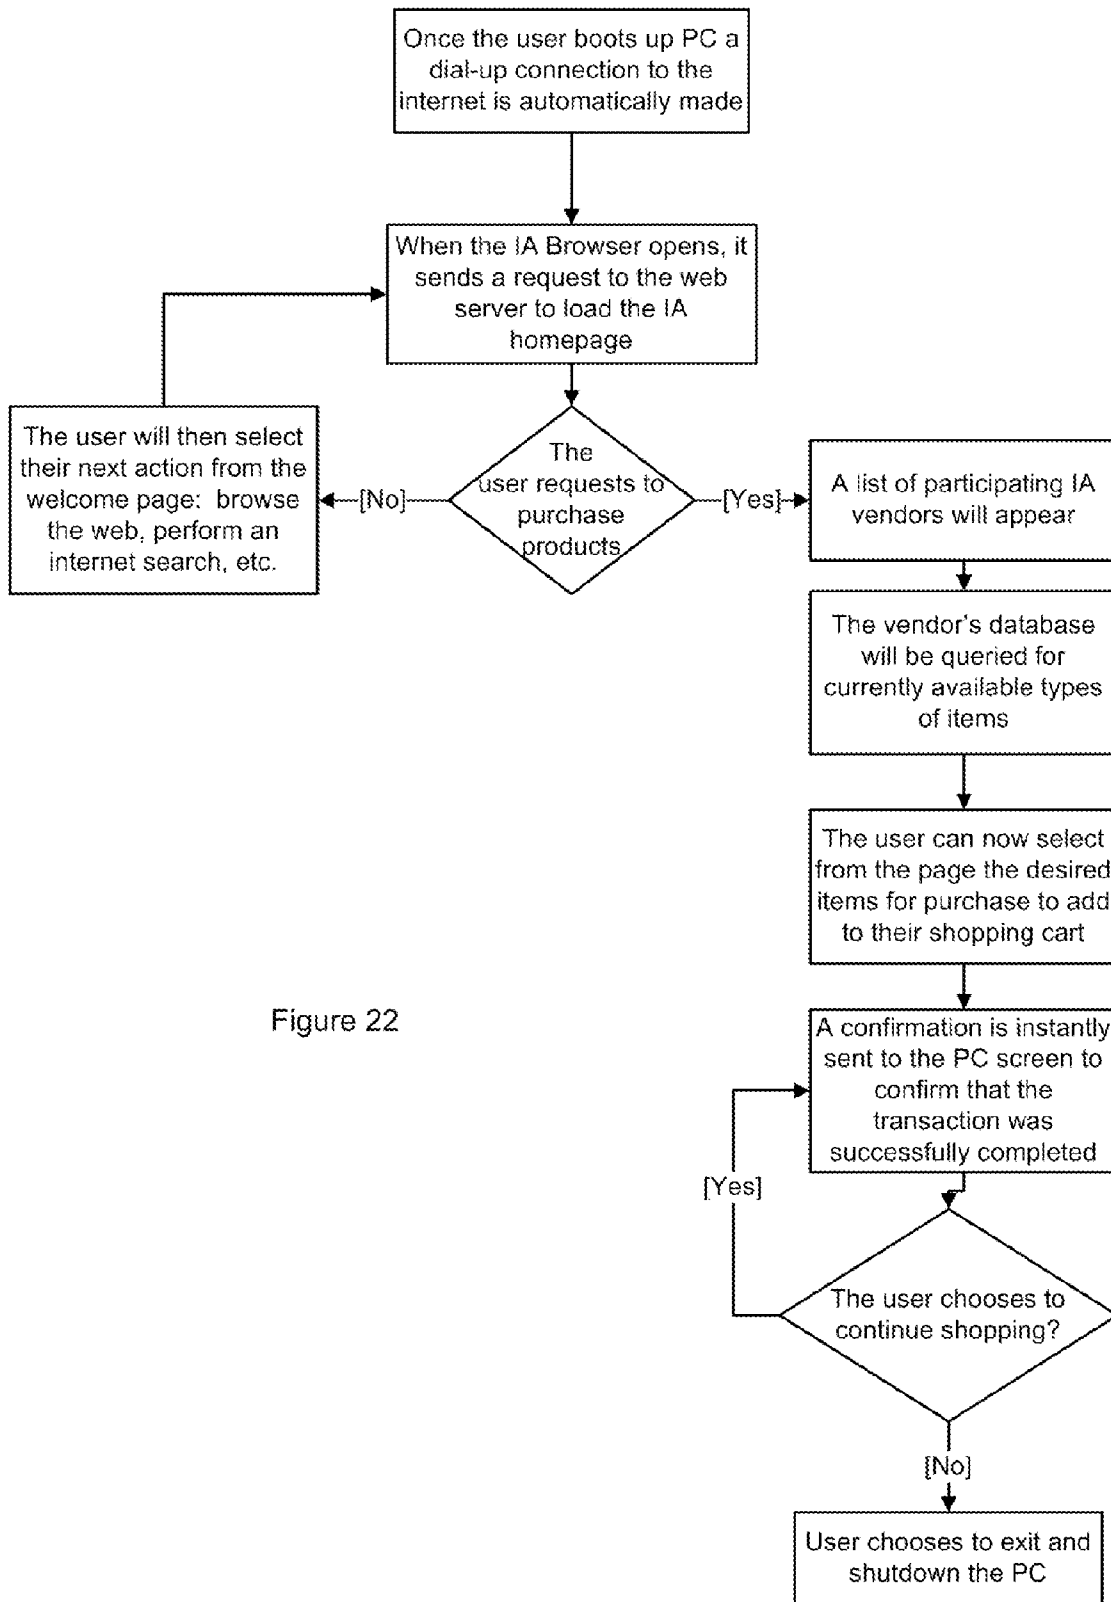 Once the user boots up PC a
dial-up connection to the
internet is automatically made
When the IA Browser opens, it
sends a request to the web
server to load the IA
homepage
The user will then select
their next action from the
welcome page: browse
the web, perform an
internet search, etc.
[No]
The
user requests to
purchase
products
[Yes]
A list of participating IA
vendors will appear
The vendor's database
will be queried for
currently available types
of items
The user can now select
from the page the desired
items for purchase to add
to their shopping cart
Figure 22
A confirmation is instantly
sent to the PC screen to
confirm that the
transaction was
successfully completed
[Yes]
The user chooses to
continue shopping?
[No]
User chooses to exit and
shutdown the PC